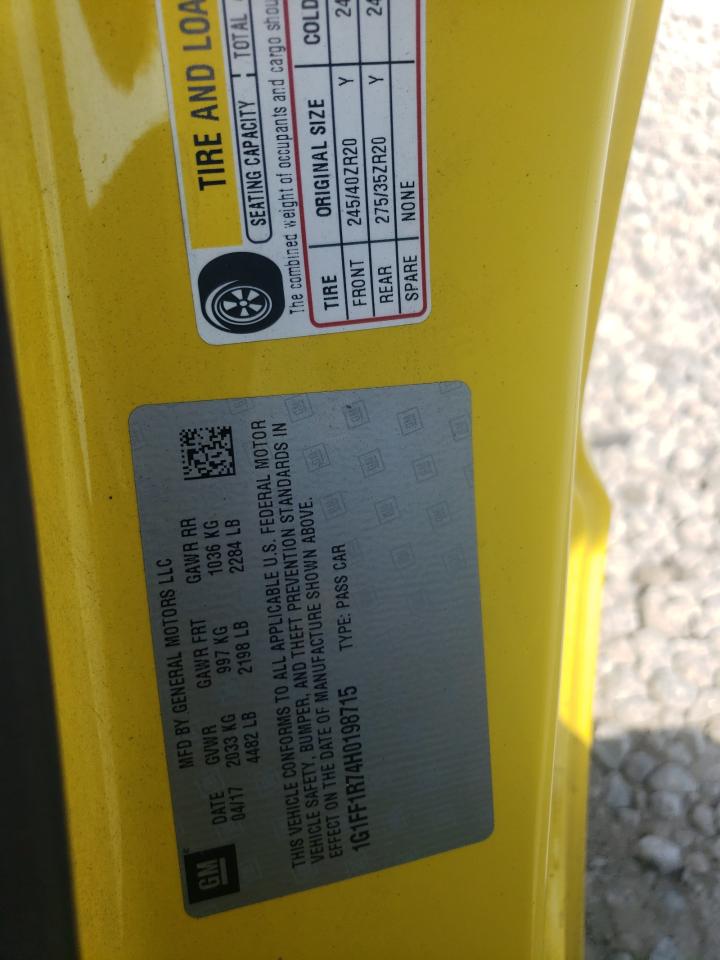 TIRE AND LOA
SEATING CAPACITY TOTAL
The combined weight of occupants and cargo shou
TIRE ORIGINAL SIZE COLD
FRONT 245/40ZR20 Y 24
REAR 275/35ZR20 Y 24
SPARE NONE
GM
MFD BY GENERAL MOTORS LLC
DATE GVWR GAWR FRT GAWR RR
04/17 2033 KG 997 KG 1036 KG
4482 LB 2198 LB 2284 LB
THIS VEHICLE CONFORMS TO ALL APPLICABLE U.S. FEDERAL MOTOR
VEHICLE SAFETY, BUMPER, AND THEFT PREVENTION STANDARDS IN
EFFECT ON THE DATE OF MANUFACTURE SHOWN ABOVE.
1G1FF1R74H0198715 TYPE: PASS CAR